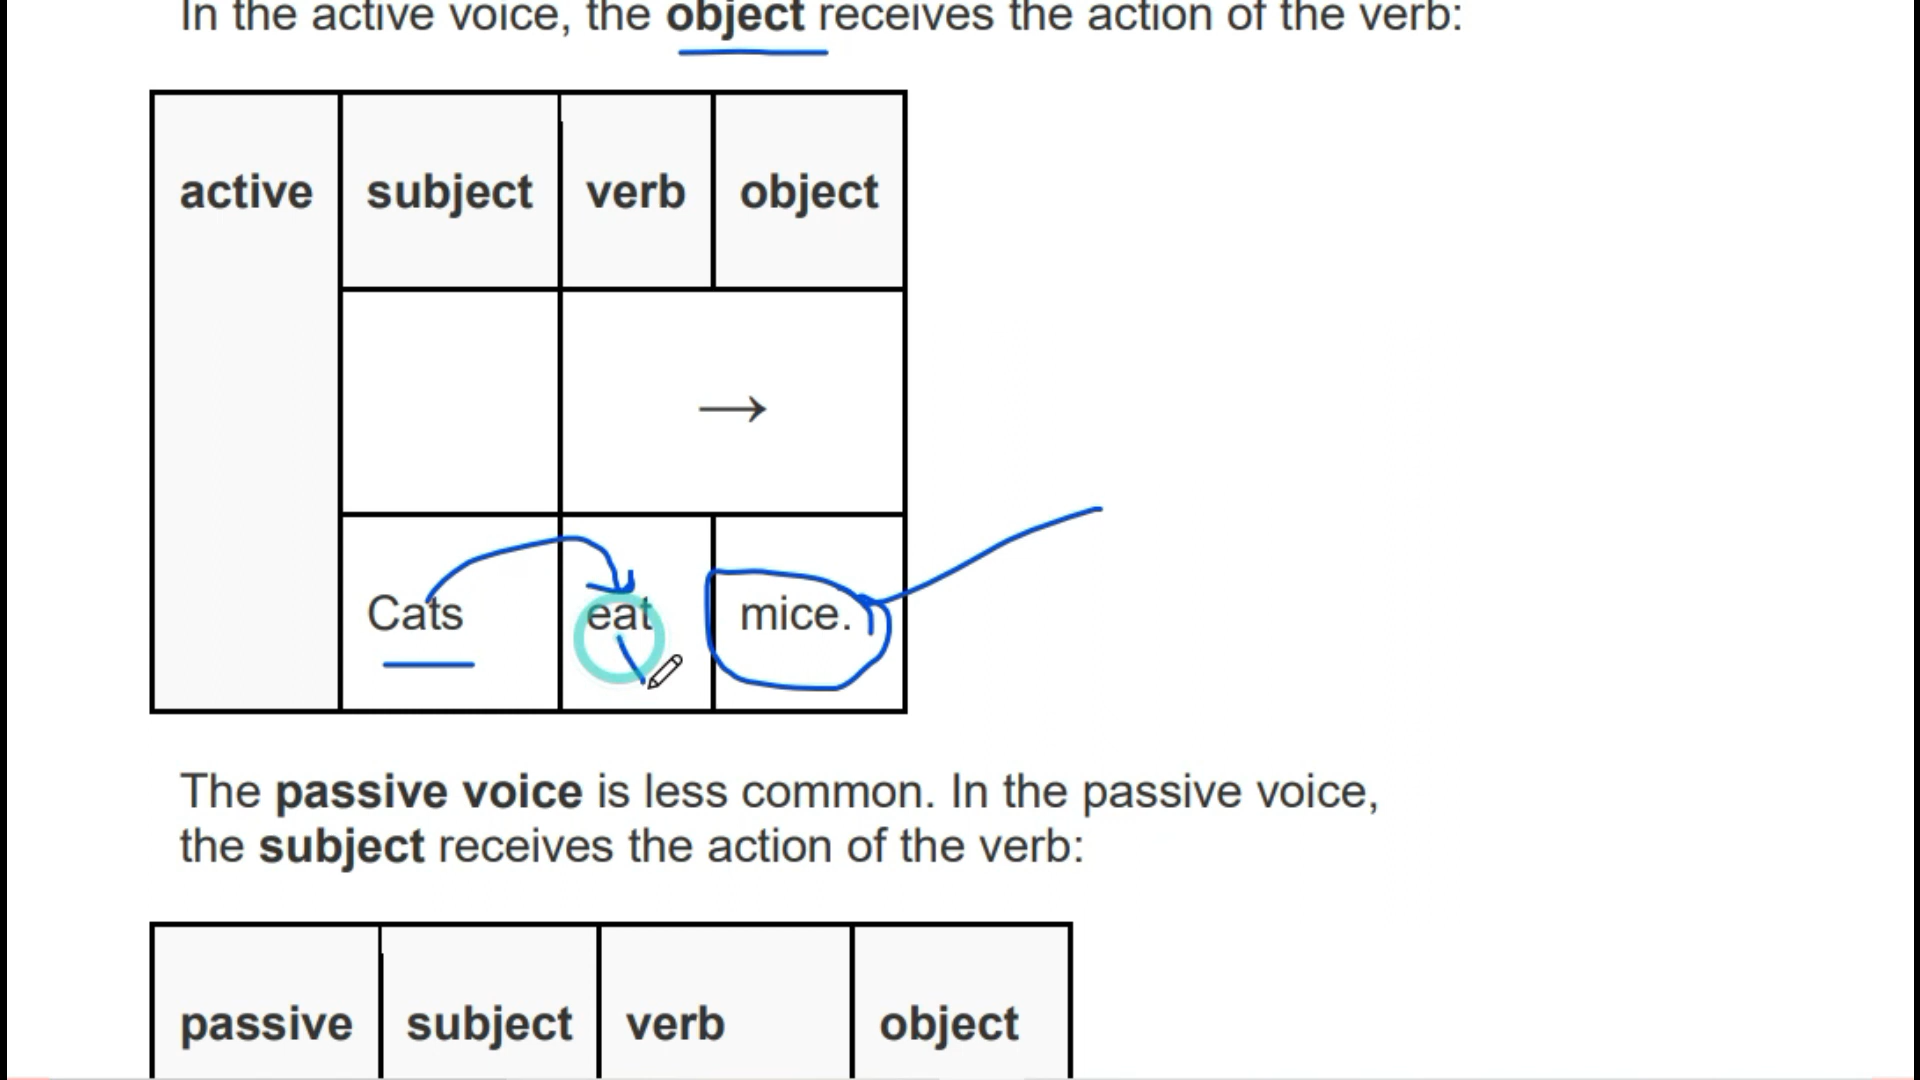 In the active voice, the object receives the action of the verb:
active subject verb object
→
Cats eat mice.
The passive voice is less common. In the passive voice,
the subject receives the action of the verb:
passive subject verb object